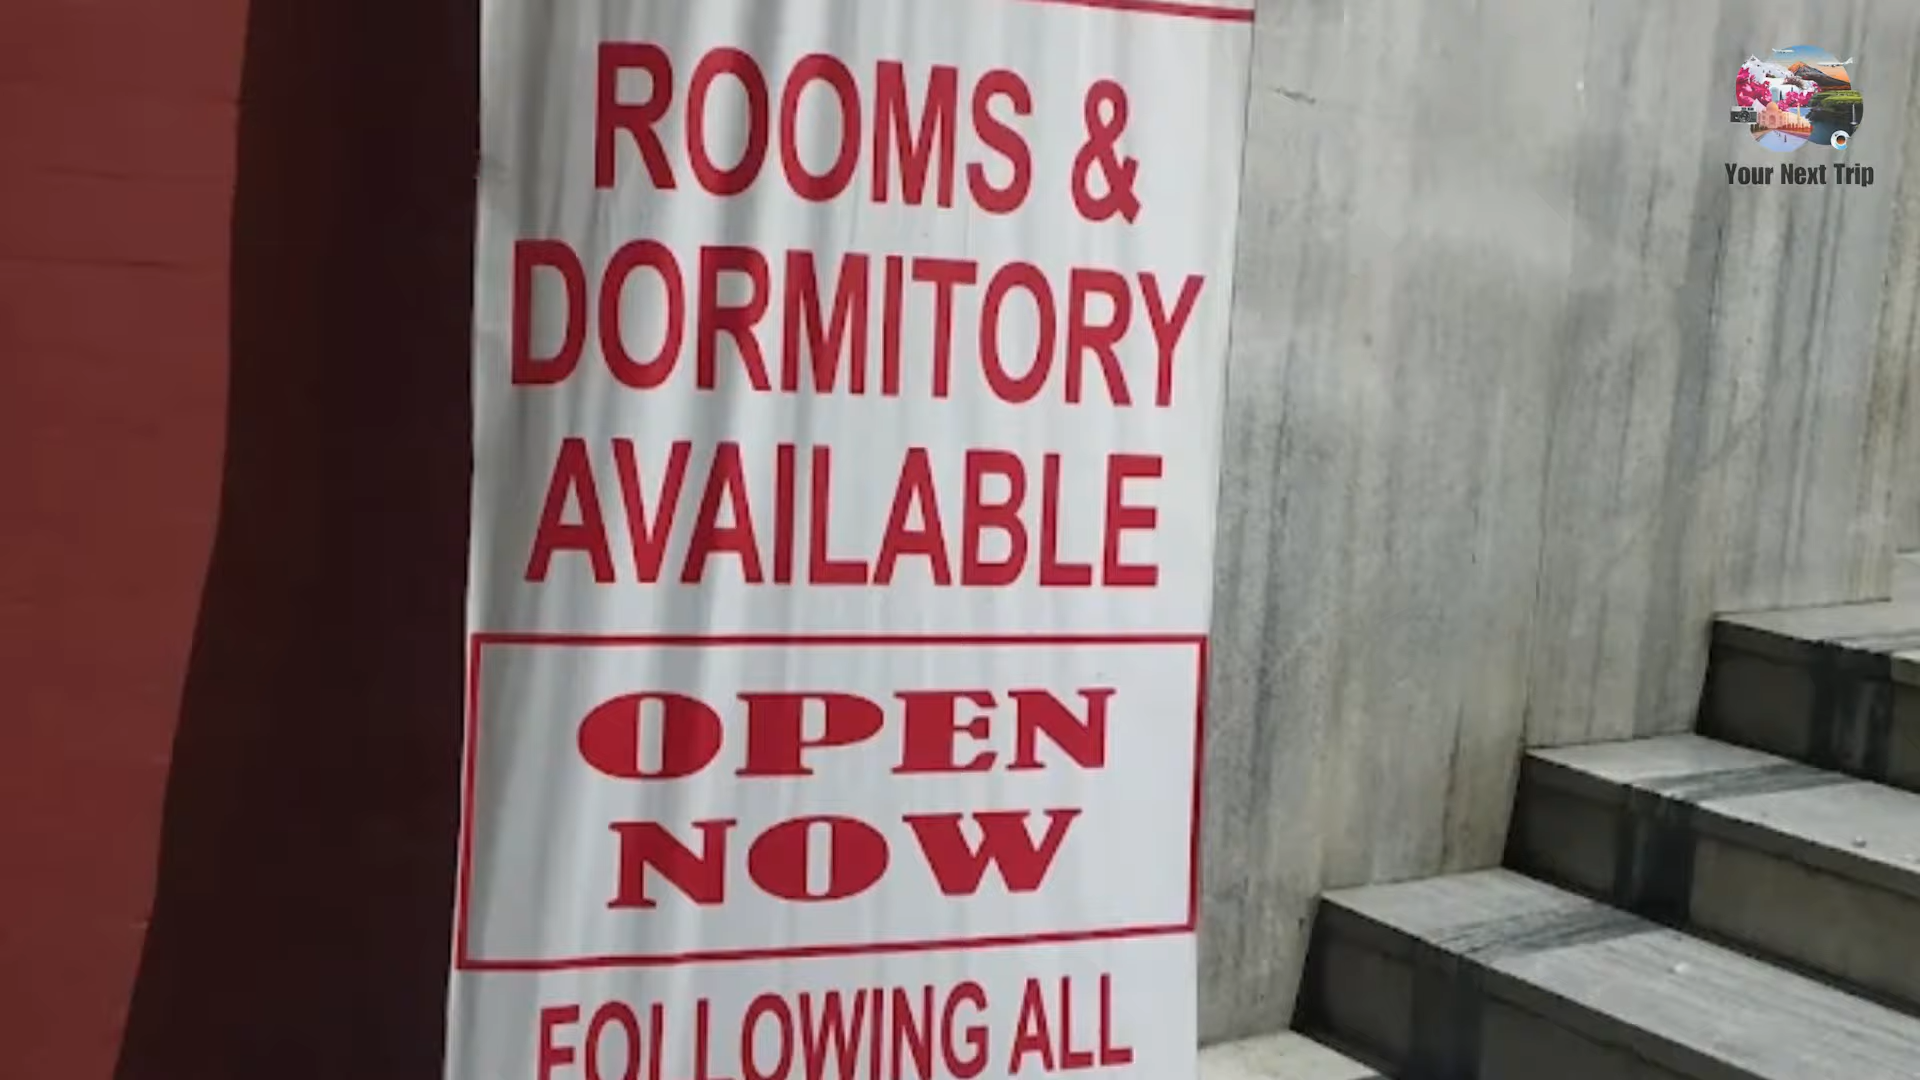 ROOMS &
DORMITORY
AVAILABLE
OPEN
NOW
FOLLOWING ALL
Your Next Trip